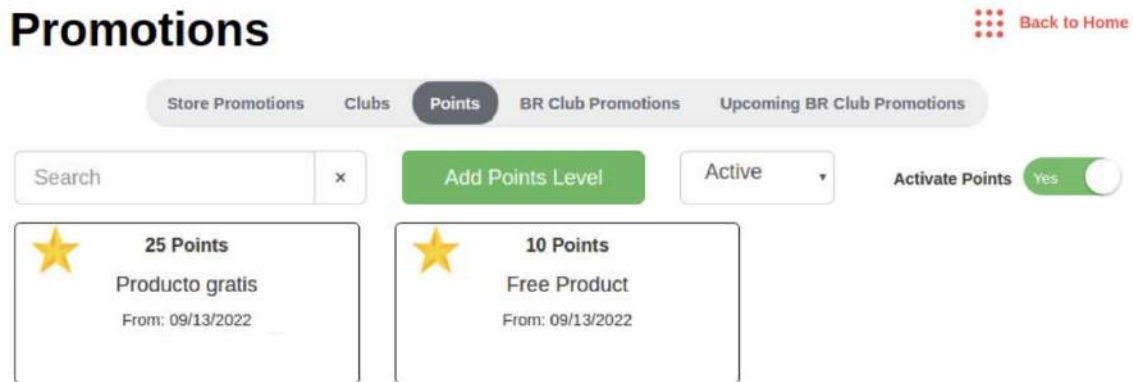 Promotions
Back to Home
Store Promotions Clubs Points BR Club Promotions Upcoming BR Club Promotions
Search × Add Points Level Active Activate Points Yes
25 Points
Producto gratis
From: 09/13/2022
10 Points
Free Product
From: 09/13/2022